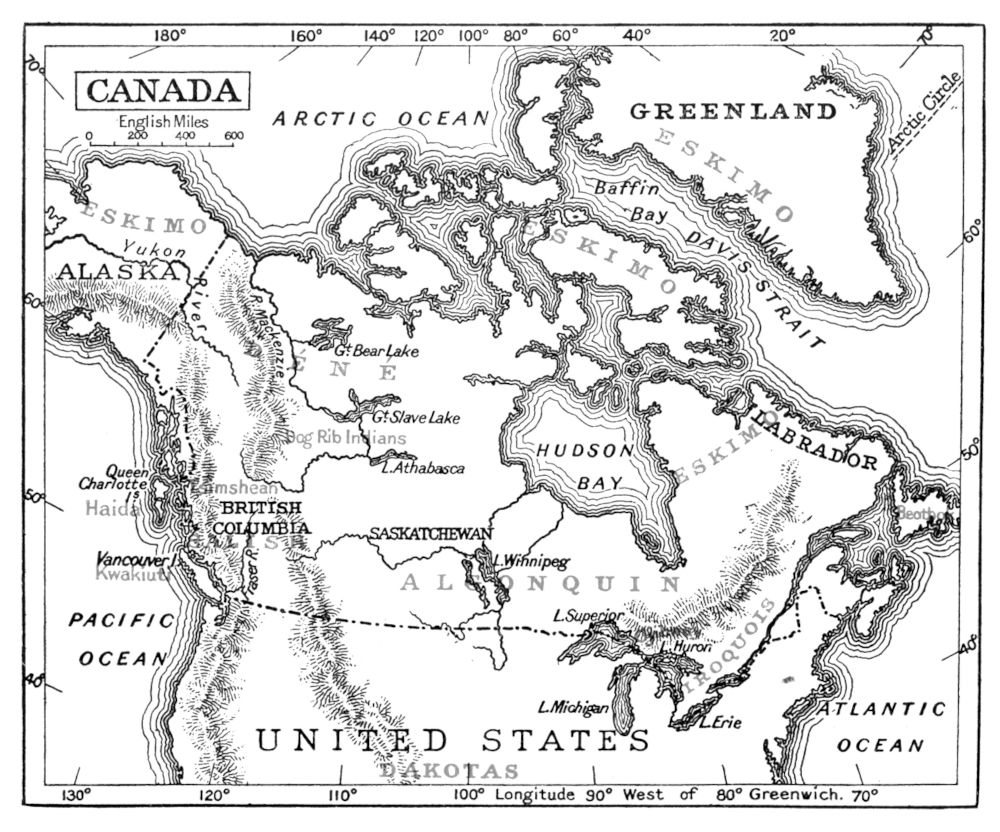 180° 160° 140° 120° 100° 80° 60° 40° 20° 70°
70°
CANADA
English Miles
0 200 400 600
ARCTIC OCEAN
GREENLAND
Arctic Circle
ESKIMO
Baffin
Bay
DAVIS STRAIT
ESKIMO
ESKIMO
Yukon
River
ALASKA
60°
60°
R. Mackenzie
Gt. Bear Lake
ENE
Gt. Slave Lake
Dog Rib Indians
L. Athabasca
HUDSON
BAY
ESKIMO
LABRADOR
50°
Queen
Charlotte
Is
Haida
50°
Tsimshean
BRITISH
COLUMBIA
SALISH
Fraser R.
SASKATCHEWAN
L. Winnipeg
Beothuk
Vancouver I.
Kwakiutl
ALGONQUIN
PACIFIC
OCEAN
L. Superior
L. Huron
IROQUOIS
40°
40°
L. Michigan
L. Erie
ATLANTIC
OCEAN
UNITED STATES
DAKOTAS
130° 120° 110° 100° Longitude 90° West of 80° Greenwich. 70°